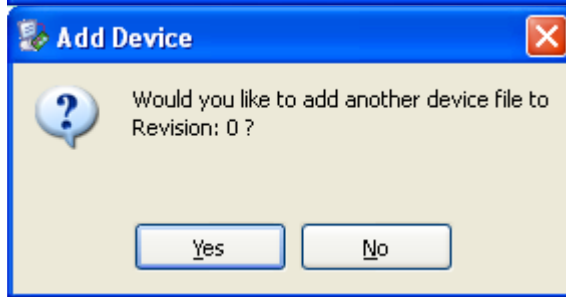 Add Device
Would you like to add another device file to
Revision: 0 ?
Yes
No